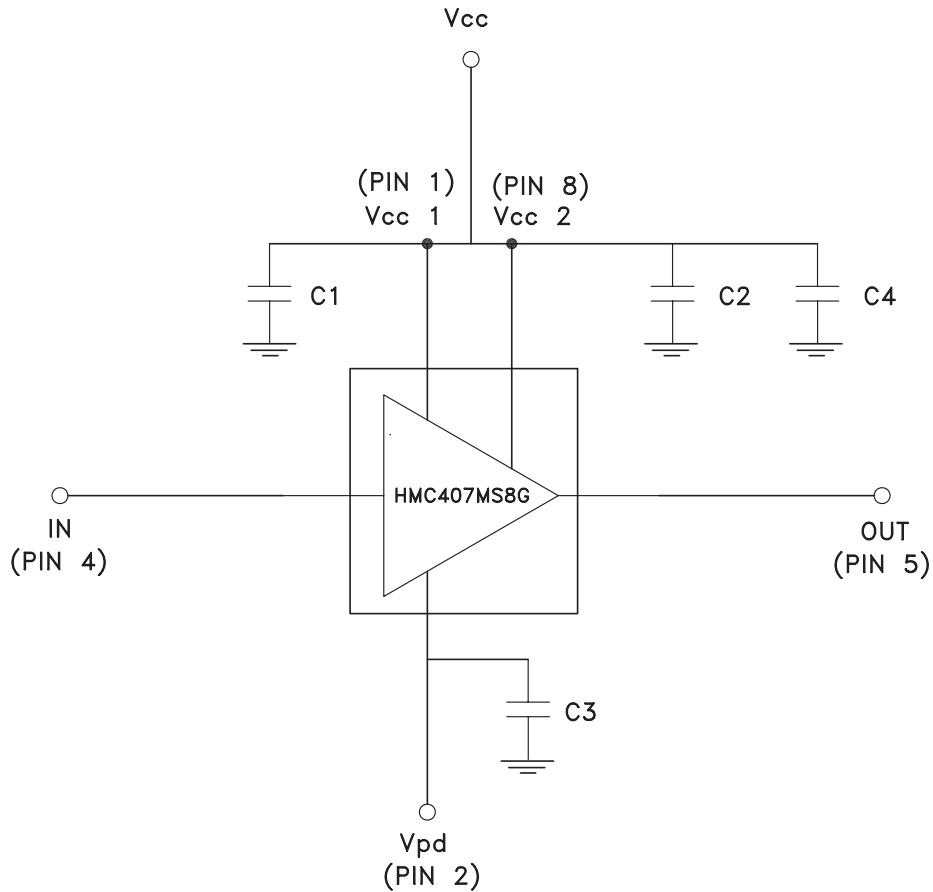 Vcc
(PIN 1)
Vcc 1
(PIN 8)
Vcc 2
C1
C2
C4
HMC407MS8G
IN
(PIN 4)
OUT
(PIN 5)
C3
Vpd
(PIN 2)